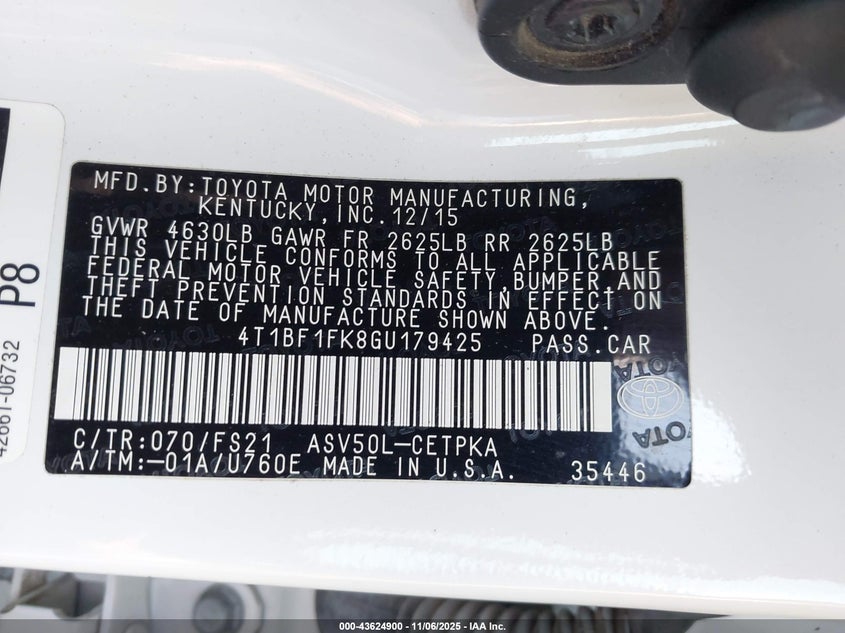 MFD.BY:TOYOTA MOTOR MANUFACTURING,
KENTUCKY,INC.12/15
GVWR 4630LB GAWR FR 2625LB RR 2625LB
THIS VEHICLE CONFORMS TO ALL APPLICABLE
FEDERAL MOTOR VEHICLE SAFETY,BUMPER,AND
THEFT PREVENTION STANDARDS IN EFFECT ON
THE DATE OF MANUFACTURE SHOWN ABOVE.
4T1BF1FK8GU179425 PASS.CAR
C/TR:070/FS21 ASV50L-CETPKA
A/TM:-01A/U760E MADE IN U.S.A. 35446
TOYOTA
P8
42661-06732
000-43624900 - 11/06/2025 - IAA Inc.